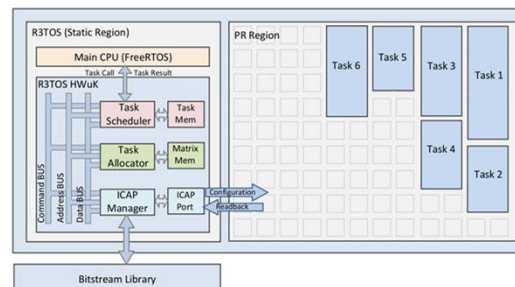 R3TOS (Static Region)
PR Region
Main CPU (FreeRTOS)
Task Call
Task Result
R3TOS HWuK
Task
Scheduler
Task
Mem
Task
Allocator
Matrix
Mem
ICAP
Manager
ICAP
Port
Command BUS
Address BUS
Data BUS
Configuration
Readback
Task 6
Task 5
Task 3
Task 1
Task 4
Task 2
Bitstream Library